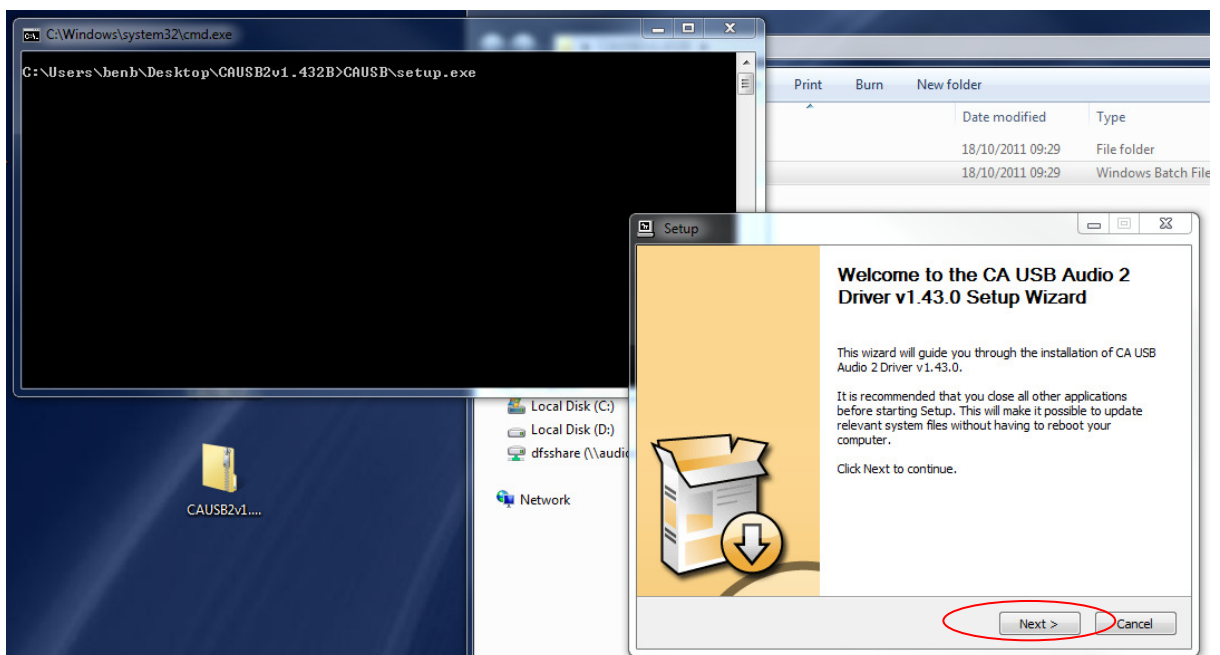 C:\Windows\system32\cmd.exe
C:\Users\benb\Desktop\CAUSB2v1.432B>CAUSB\setup.exe
Print Burn New folder
Date modified Type
18/10/2011 09:29 File folder
18/10/2011 09:29 Windows Batch File
Setup
Welcome to the CA USB Audio 2
Driver v1.43.0 Setup Wizard
This wizard will guide you through the installation of CA USB
Audio 2 Driver v1.43.0.
It is recommended that you close all other applications
before starting Setup. This will make it possible to update
relevant system files without having to reboot your
computer.
Click Next to continue.
Next >
Cancel
Local Disk (C:)
Local Disk (D:)
dfsshare (\\audio
Network
CAUSB2v1....